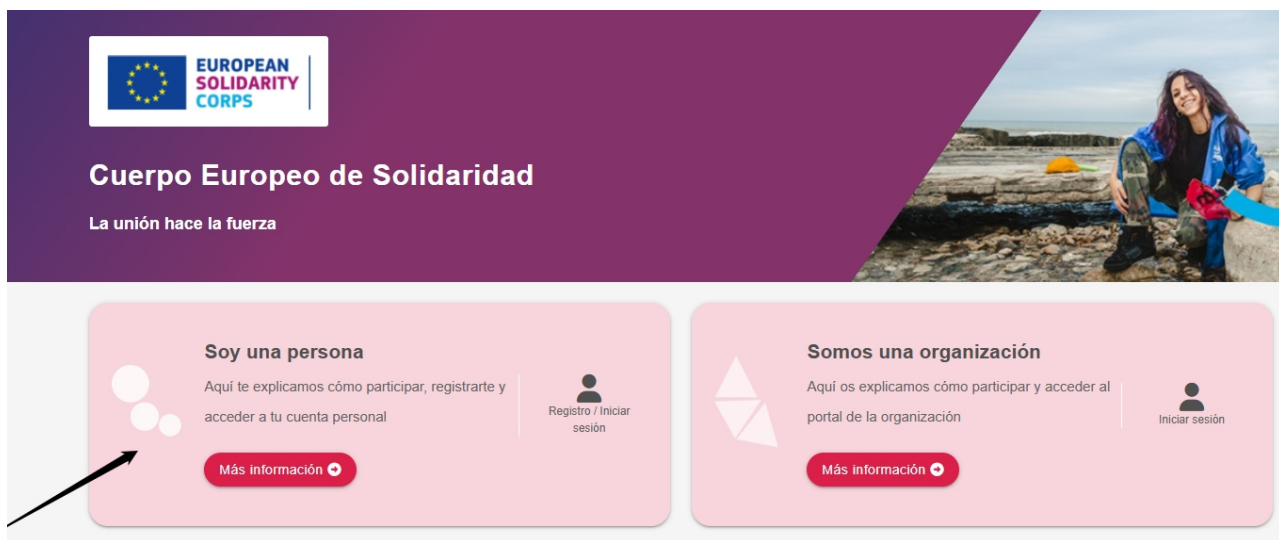 EUROPEAN
SOLIDARITY
CORPS
Cuerpo Europeo de Solidaridad
La unión hace la fuerza
Soy una persona
Aquí te explicamos cómo participar, registrarte y
acceder a tu cuenta personal
Registro / Iniciar
sesión
Más información
Somos una organización
Aquí os explicamos cómo participar y acceder al
portal de la organización
Iniciar sesión
Más información